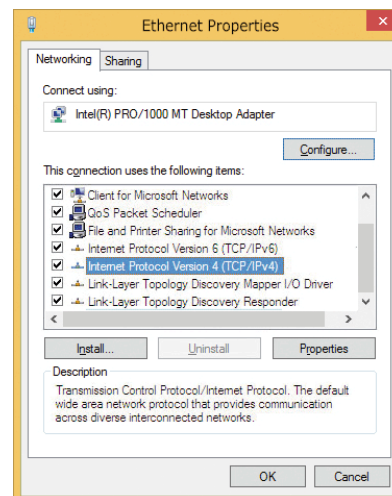 Ethernet Properties
Networking
Sharing
Connect using:
Intel(R) PRO/1000 MT Desktop Adapter
Configure...
This connection uses the following items:
Client for Microsoft Networks
QoS Packet Scheduler
File and Printer Sharing for Microsoft Networks
Internet Protocol Version 6 (TCP/IPv6)
Internet Protocol Version 4 (TCP/IPv4)
Link-Layer Topology Discovery Mapper I/O Driver
Link-Layer Topology Discovery Responder
Install...
Uninstall
Properties
Description
Transmission Control Protocol/Internet Protocol. The default
wide area network protocol that provides communication
across diverse interconnected networks.
OK
Cancel